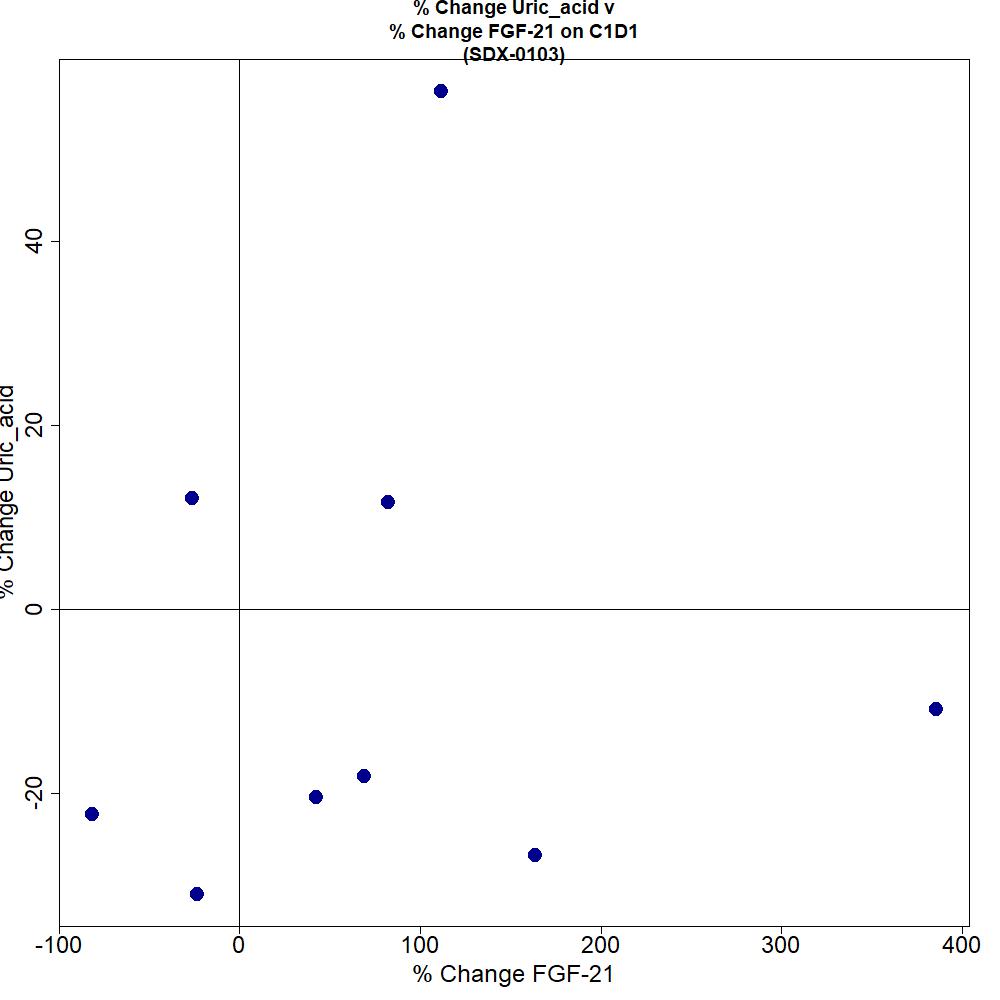 % Change Uric_acid v
% Change FGF-21 on C1D1
(SDX-0103)
% Change Uric_acid
40
20
0
-20
-100
0
100
200
300
400
% Change FGF-21